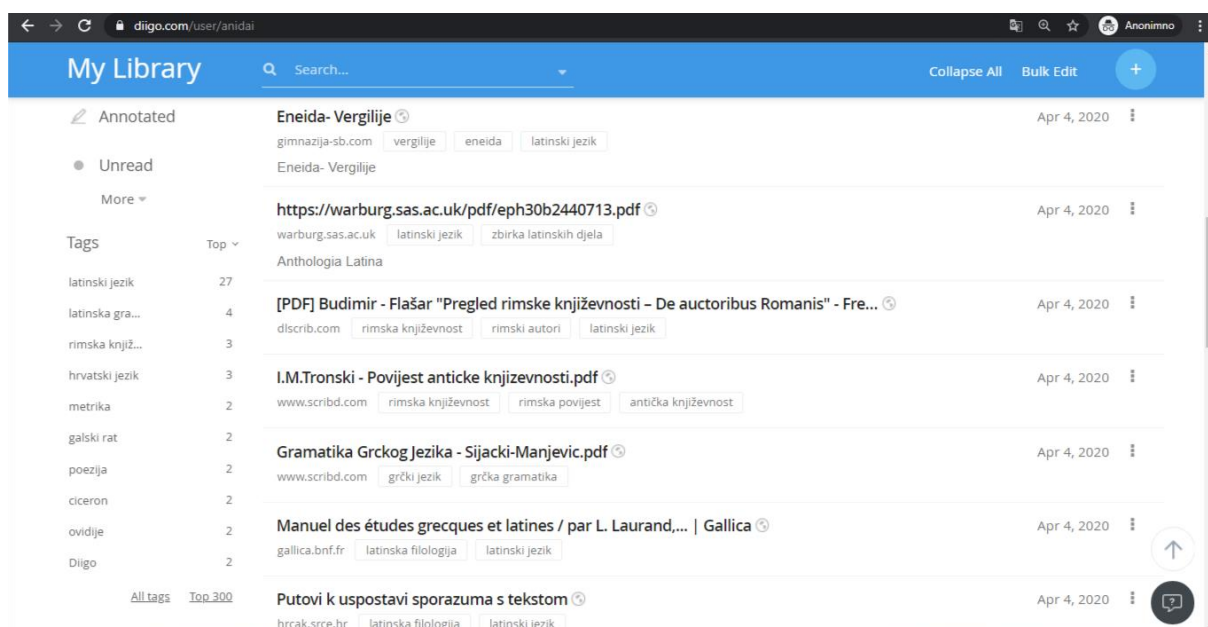 diigo.com/user/anidai
Anonimno
My Library
Search...
Collapse All Bulk Edit +
Annotated
Unread
More
Tags Top
latinski jezik 27
latinska gra... 4
rimska knjiž... 3
hrvatski jezik 3
metrika 2
galski rat 2
poezija 2
ciceron 2
ovidije 2
Diigo 2
All tags Top 300
Eneida- Vergilije Apr 4, 2020
gimnazija-sb.com vergilije eneida latinski jezik
Eneida- Vergilije
https://warburg.sas.ac.uk/pdf/eph30b2440713.pdf Apr 4, 2020
warburg.sas.ac.uk latinski jezik zbirka latinskih djela
Anthologia Latina
[PDF] Budimir - Flašar "Pregled rimske književnosti – De auctoribus Romanis" - Fre... Apr 4, 2020
dlscrib.com rimska književnost rimski autori latinski jezik
I.M.Tronski - Povijest anticke knjizevnosti.pdf Apr 4, 2020
www.scribd.com rimska književnost rimska povijest antička književnost
Gramatika Grckog Jezika - Sijacki-Manjevic.pdf Apr 4, 2020
www.scribd.com grčki jezik grčka gramatika
Manuel des études grecques et latines / par L. Laurand,... | Gallica Apr 4, 2020
gallica.bnf.fr latinska filologija latinski jezik
Putovi k uspostavi sporazuma s tekstom Apr 4, 2020
hrcak.srce.hr latinska filologija latinski jezik